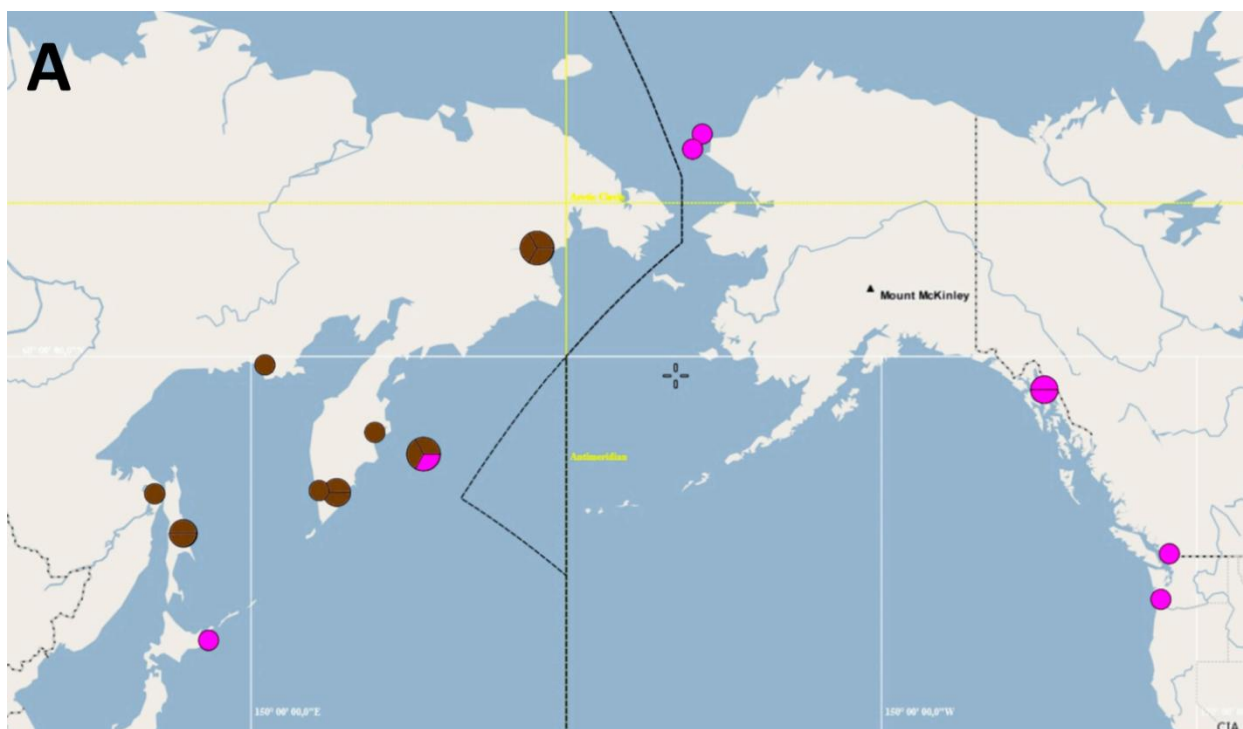 A
Arctic Circle
Mount McKinley
Antimeridian
150° 00' 00,0"E
150° 00' 00,0"W
CIA